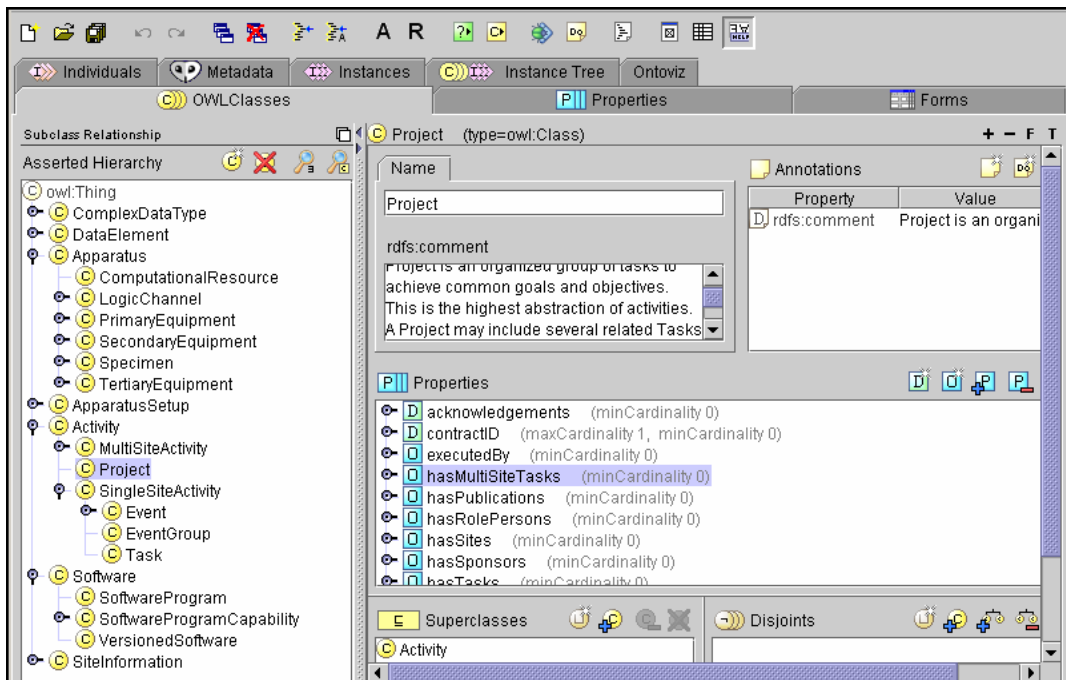 A R
Individuals Metadata Instances Instance Tree Ontoviz
OWLClasses Properties Forms
Subclass Relationship
Asserted Hierarchy
owl:Thing
ComplexDataType
DataElement
Apparatus
ComputationalResource
LogicChannel
PrimaryEquipment
SecondaryEquipment
Specimen
TertiaryEquipment
ApparatusSetup
Activity
MultiSiteActivity
Project
SingleSiteActivity
Event
EventGroup
Task
Software
SoftwareProgram
SoftwareProgramCapability
VersionedSoftware
SiteInformation
Project (type=owl:Class) + − F T
Name
Project
rdfs:comment
Project is an organized group of tasks to
achieve common goals and objectives.
This is the highest abstraction of activities.
A Project may include several related Tasks
Annotations
Property Value
rdfs:comment Project is an organi
Properties
acknowledgements (minCardinality 0)
contractID (maxCardinality 1, minCardinality 0)
executedBy (minCardinality 0)
hasMultiSiteTasks (minCardinality 0)
hasPublications (minCardinality 0)
hasRolePersons (minCardinality 0)
hasSites (minCardinality 0)
hasSponsors (minCardinality 0)
hasTasks (minCardinality 0)
Superclasses
Activity
Disjoints